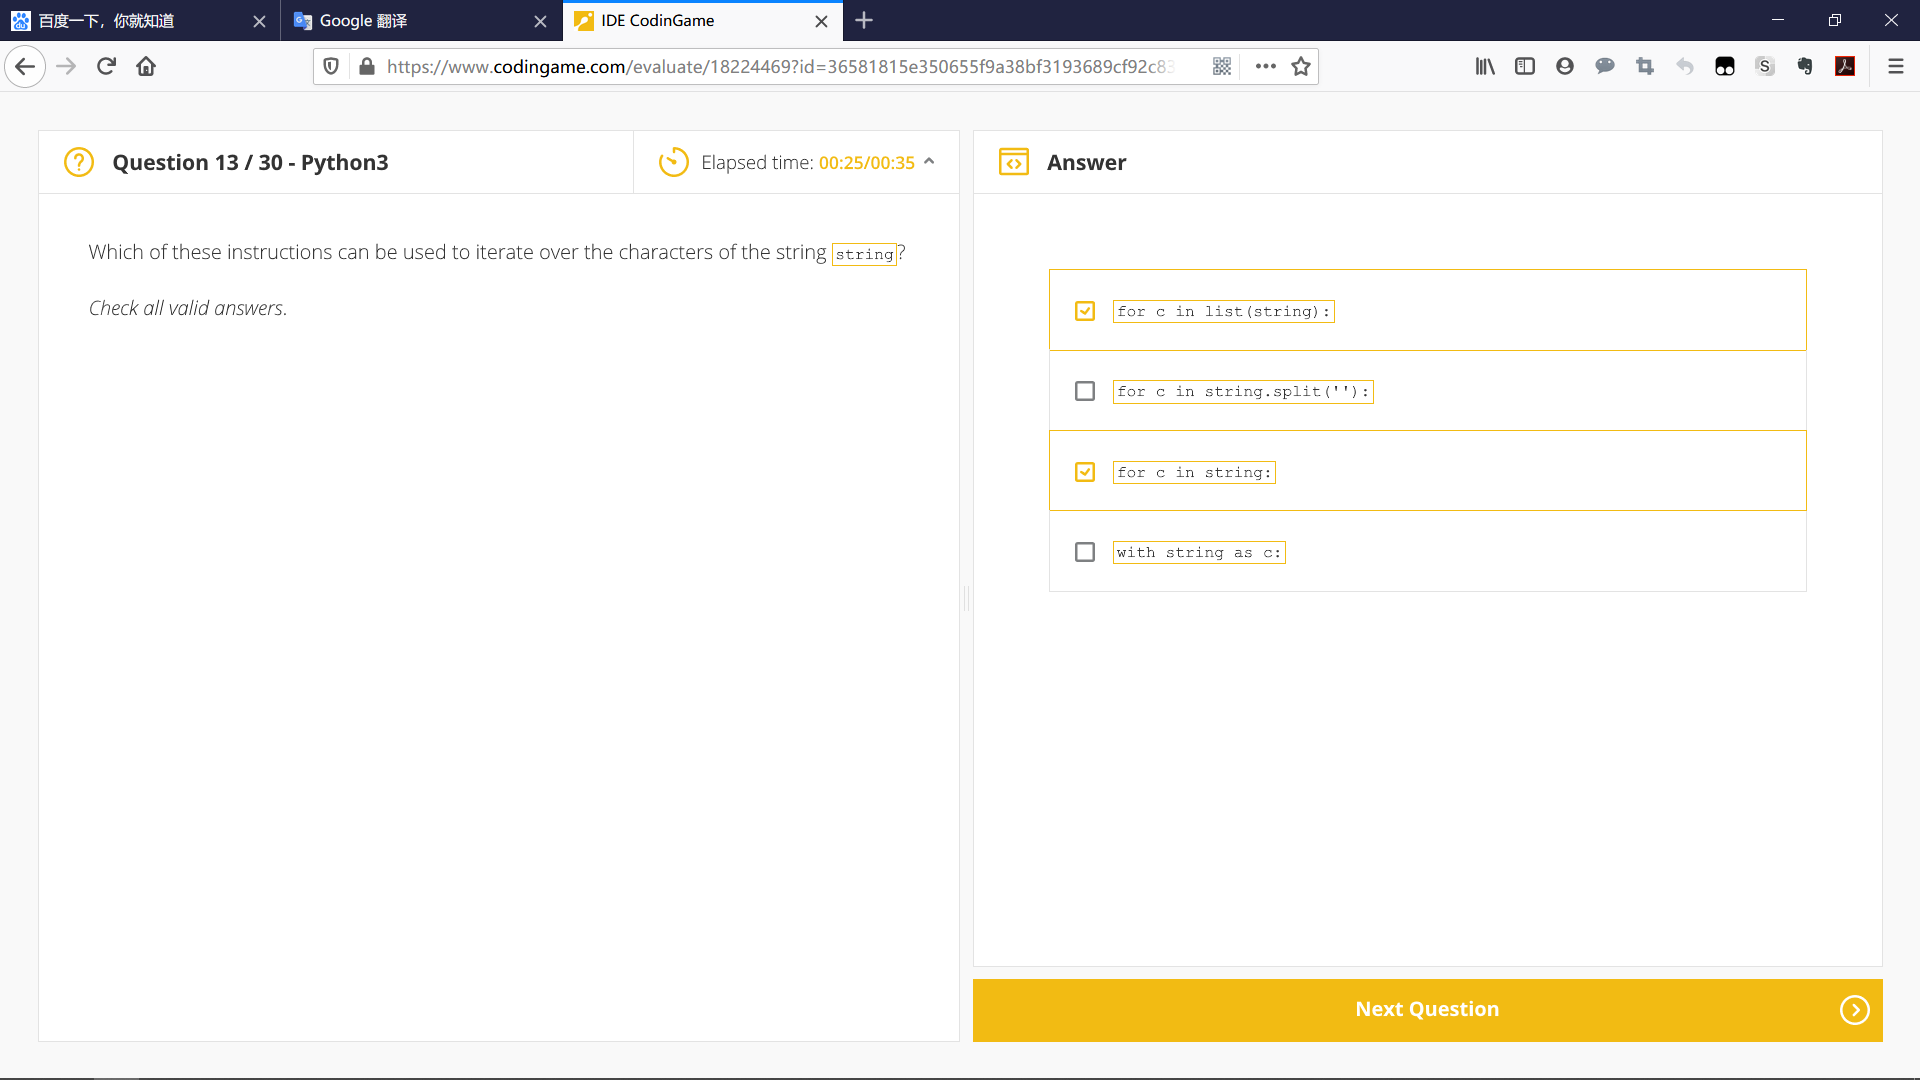 百度一下，你就知道
Google 翻译
IDE CodinGame
https://www.codingame.com/evaluate/18224469?id=36581815e350655f9a38bf3193689cf92c83
Question 13 / 30 - Python3
Elapsed time: 00:25/00:35
Which of these instructions can be used to iterate over the characters of the string string?
Check all valid answers.
Answer
for c in list(string):
for c in string.split(''):
for c in string:
with string as c:
Next Question